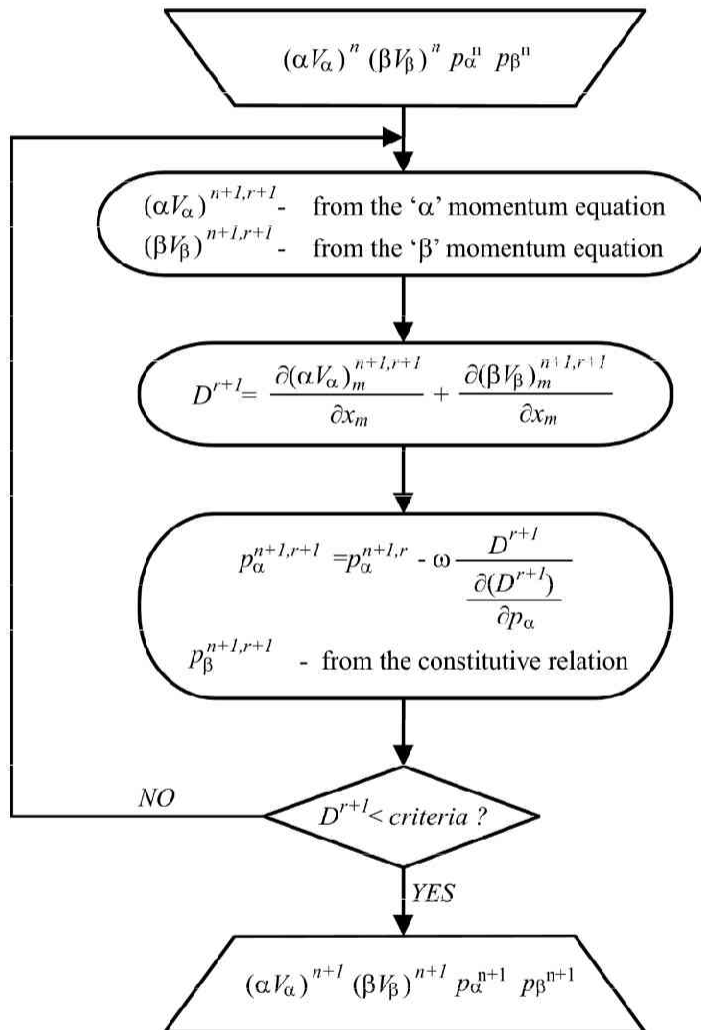 (αV_α)^n (βV_β)^n p_α^n p_β^n
(αV_α)^{n+1,r+1} - from the ‘α’ momentum equation
(βV_β)^{n+1,r+1} - from the ‘β’ momentum equation
D^{r+1} = ∂(αV_α)_m^{n+1,r+1} / ∂x_m + ∂(βV_β)_m^{n+1,r+1} / ∂x_m
p_α^{n+1,r+1} = p_α^{n+1,r} - ω D^{r+1} / (∂(D^{r+1}) / ∂p_α)
p_β^{n+1,r+1} - from the constitutive relation
NO
D^{r+1} < criteria ?
YES
(αV_α)^{n+1} (βV_β)^{n+1} p_α^{n+1} p_β^{n+1}